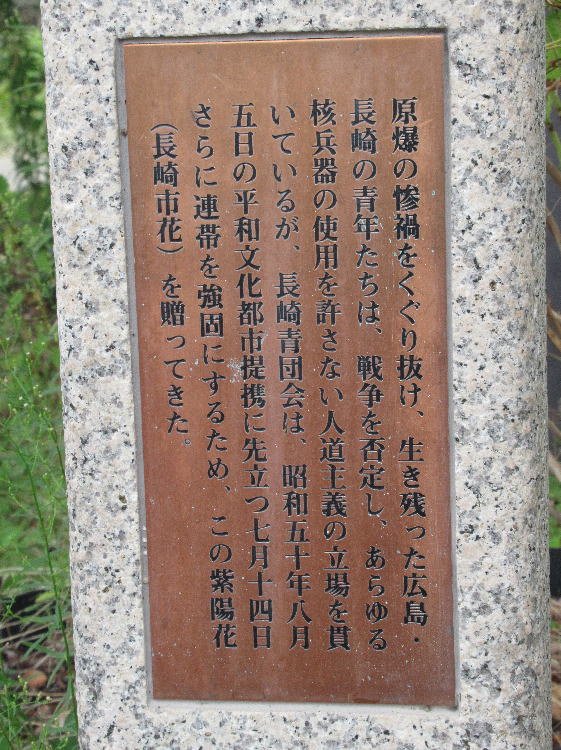 原爆の惨禍をくぐり抜け、生き残った広島・
長崎の青年たちは、戦争を否定し、あらゆる
核兵器の使用を許さない人道主義の立場を貫
いているが、長崎青団会は、昭和五十年八月
五日の平和文化都市提携に先立つ七月十四日
さらに連帯を強固にするため、この紫陽花
（長崎市花）を贈ってきた。